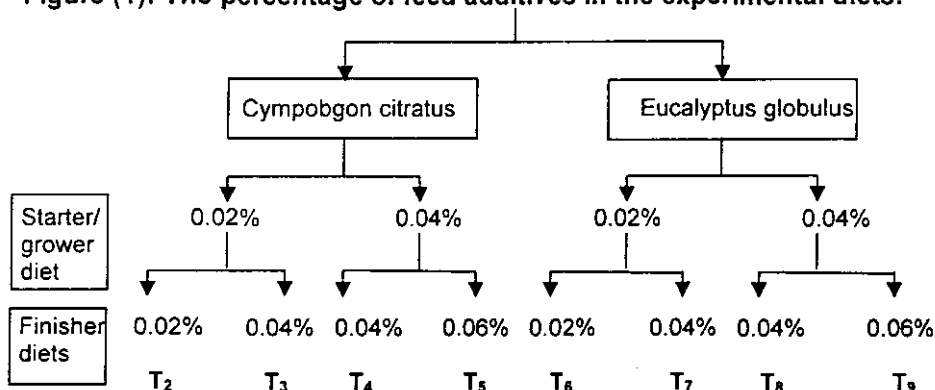 Figure (1). The percentage of feed additives in the experimental diets.
Cympobgon citratus
Eucalyptus globulus
Starter/
grower
diet
0.02% 0.04% 0.02% 0.04%
Finisher
diets
0.02% 0.04% 0.04% 0.06% 0.02% 0.04% 0.04% 0.06%
T2 T3 T4 T5 T6 T7 T8 T9